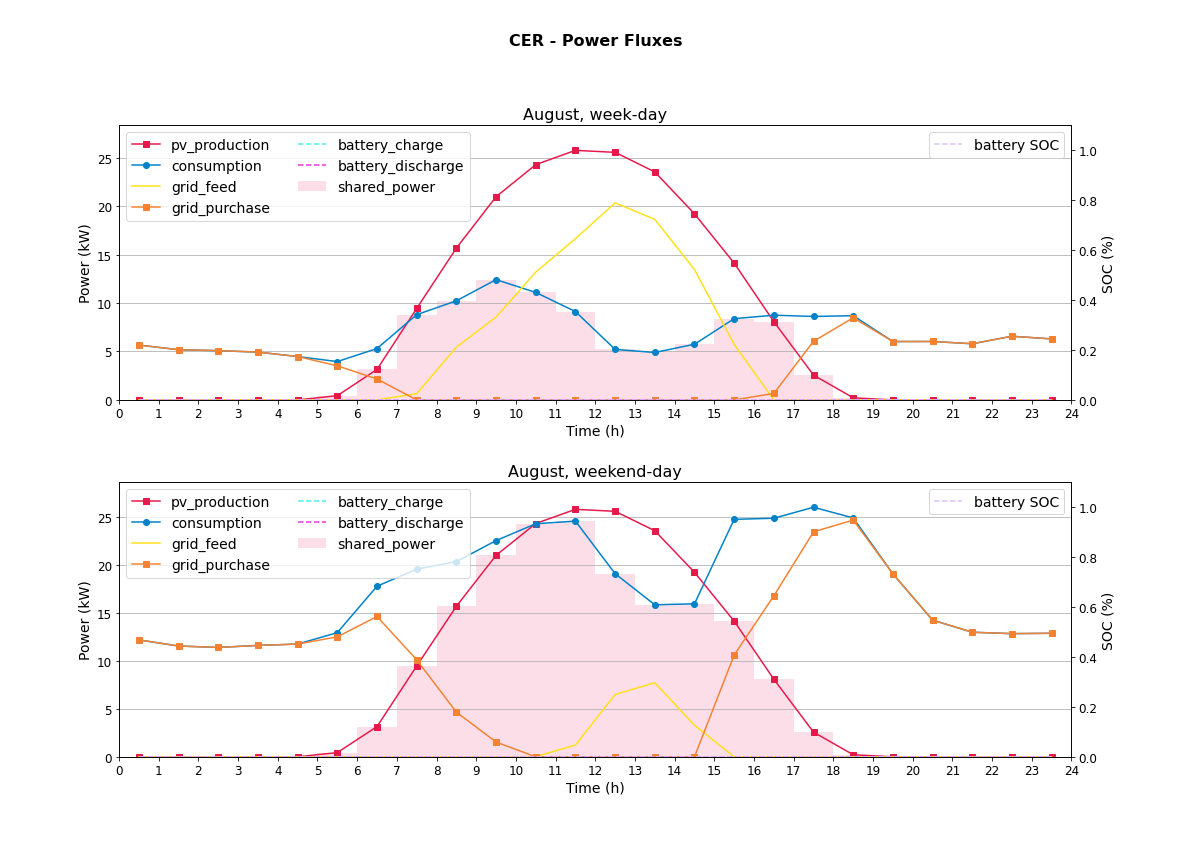 CER - Power Fluxes
August, week-day
pv_production
consumption
grid_feed
grid_purchase
battery_charge
battery_discharge
shared_power
battery SOC
Power (kW)
25
20
15
10
5
0
1.0
0.8
0.6
0.4
0.2
0.0
SOC (%)
0 1 2 3 4 5 6 7 8 9 10 11 12 13 14 15 16 17 18 19 20 21 22 23 24
Time (h)
August, weekend-day
pv_production
consumption
grid_feed
grid_purchase
battery_charge
battery_discharge
shared_power
battery SOC
Power (kW)
25
20
15
10
5
0
1.0
0.8
0.6
0.4
0.2
0.0
SOC (%)
0 1 2 3 4 5 6 7 8 9 10 11 12 13 14 15 16 17 18 19 20 21 22 23 24
Time (h)